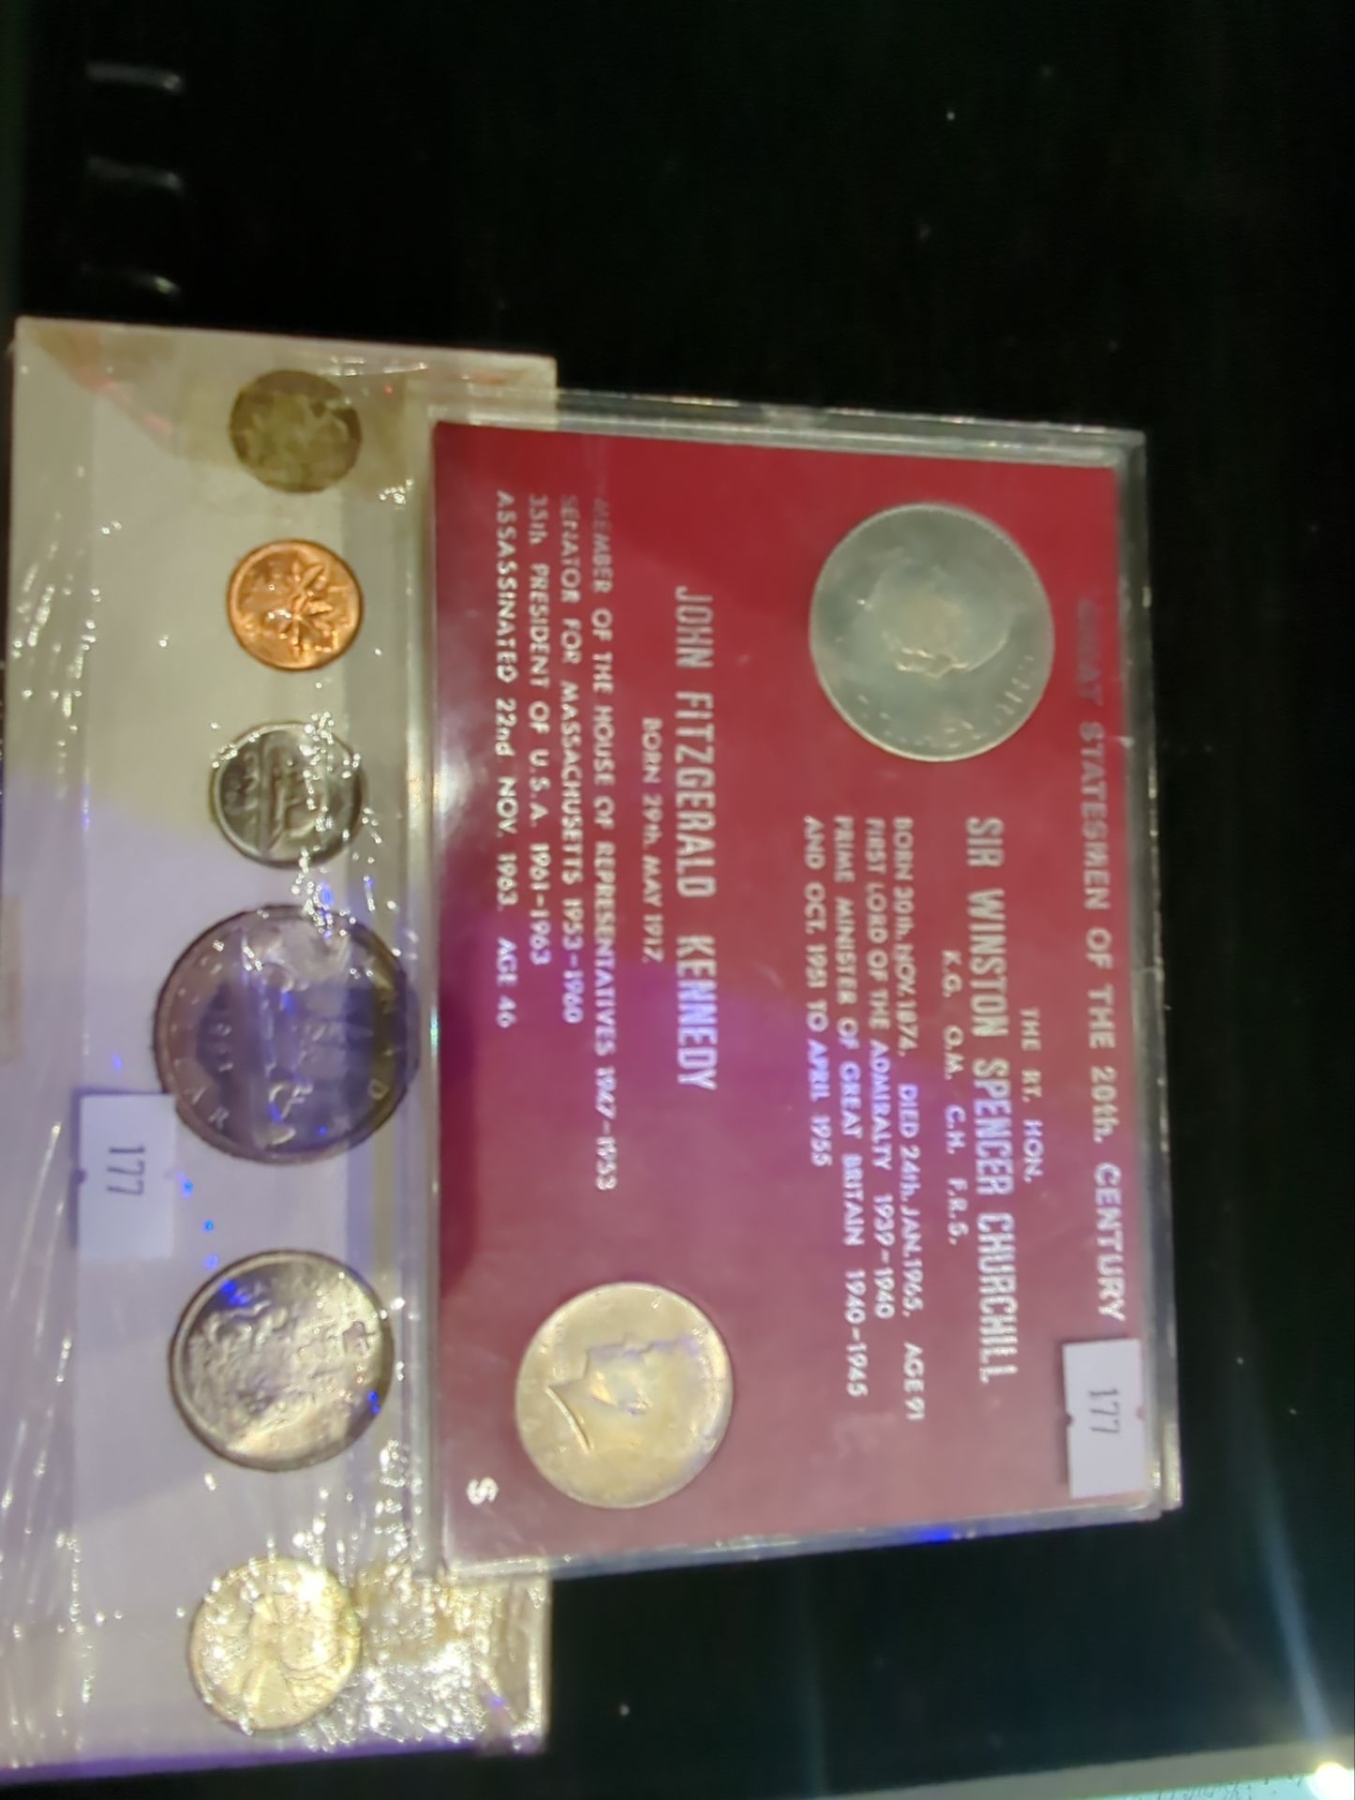 GREAT STATESMEN OF THE 20th. CENTURY
177
THE RT. HON.
SIR WINSTON SPENCER CHURCHILL
K.G. O.M. C.H. F.R.S.
BORN 30th. NOV. 1874. DIED 24th. JAN. 1965. AGE 91
FIRST LORD OF THE ADMIRALTY 1939-1940
PRIME MINISTER OF GREAT BRITAIN 1940-1945
AND OCT. 1951 TO APRIL 1955
JOHN FITZGERALD KENNEDY
BORN 29th. MAY 1917.
MEMBER OF THE HOUSE OF REPRESENTATIVES 1947-1953
SENATOR FOR MASSACHUSETTS 1953-1960
35th PRESIDENT OF U.S.A. 1961-1963
ASSASSINATED 22nd NOV. 1963. AGE 46
S
177